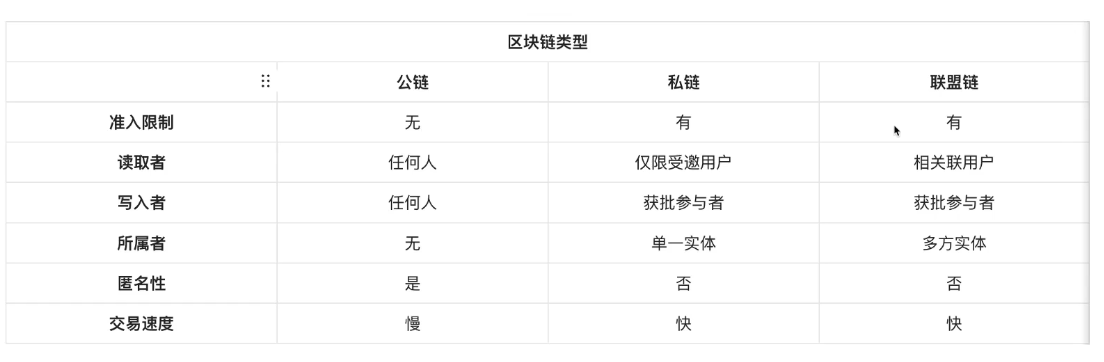 区块链类型
公链 私链 联盟链
准入限制 无 有 有
读取者 任何人 仅限受邀用户 相关联用户
写入者 任何人 获批参与者 获批参与者
所属者 无 单一实体 多方实体
匿名性 是 否 否
交易速度 慢 快 快